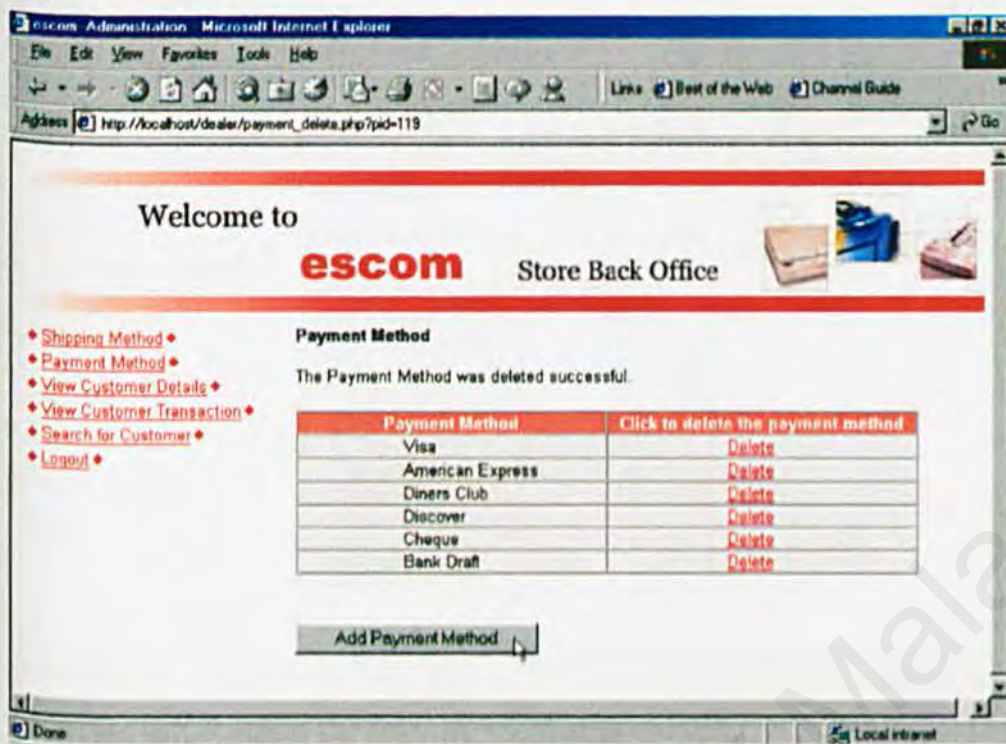 escom Administration - Microsoft Internet Explorer
File Edit View Favorites Tools Help
Links Best of the Web Channel Guide
Address http://localhost/dealer/payment_delete.php?pid=119 Go
Welcome to
escom Store Back Office
Shipping Method
Payment Method
View Customer Details
View Customer Transaction
Search for Customer
Logout
Payment Method
The Payment Method was deleted successful.
Payment Method Click to delete the payment method
Visa Delete
American Express Delete
Diners Club Delete
Discover Delete
Cheque Delete
Bank Draft Delete
Add Payment Method
Mala
Done Local intranet